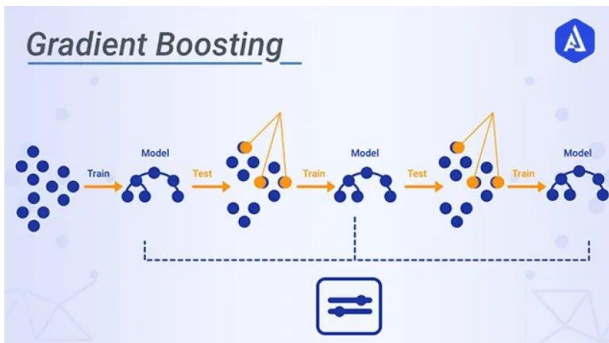 Gradient Boosting
Model
Model
Model
Train
Test
Train
Test
Train